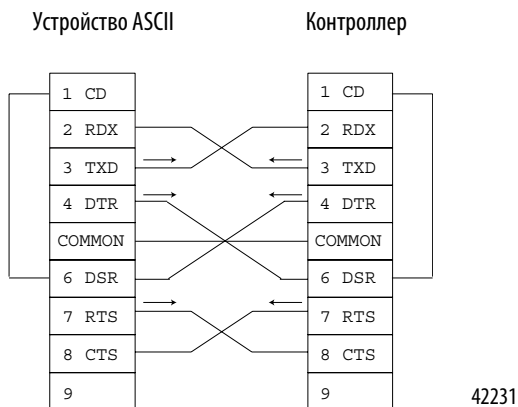 Устройство ASCII
Контроллер
1 CD
2 RDX
3 TXD
4 DTR
COMMON
6 DSR
7 RTS
8 CTS
9
1 CD
2 RDX
3 TXD
4 DTR
COMMON
6 DSR
7 RTS
8 CTS
9
42231